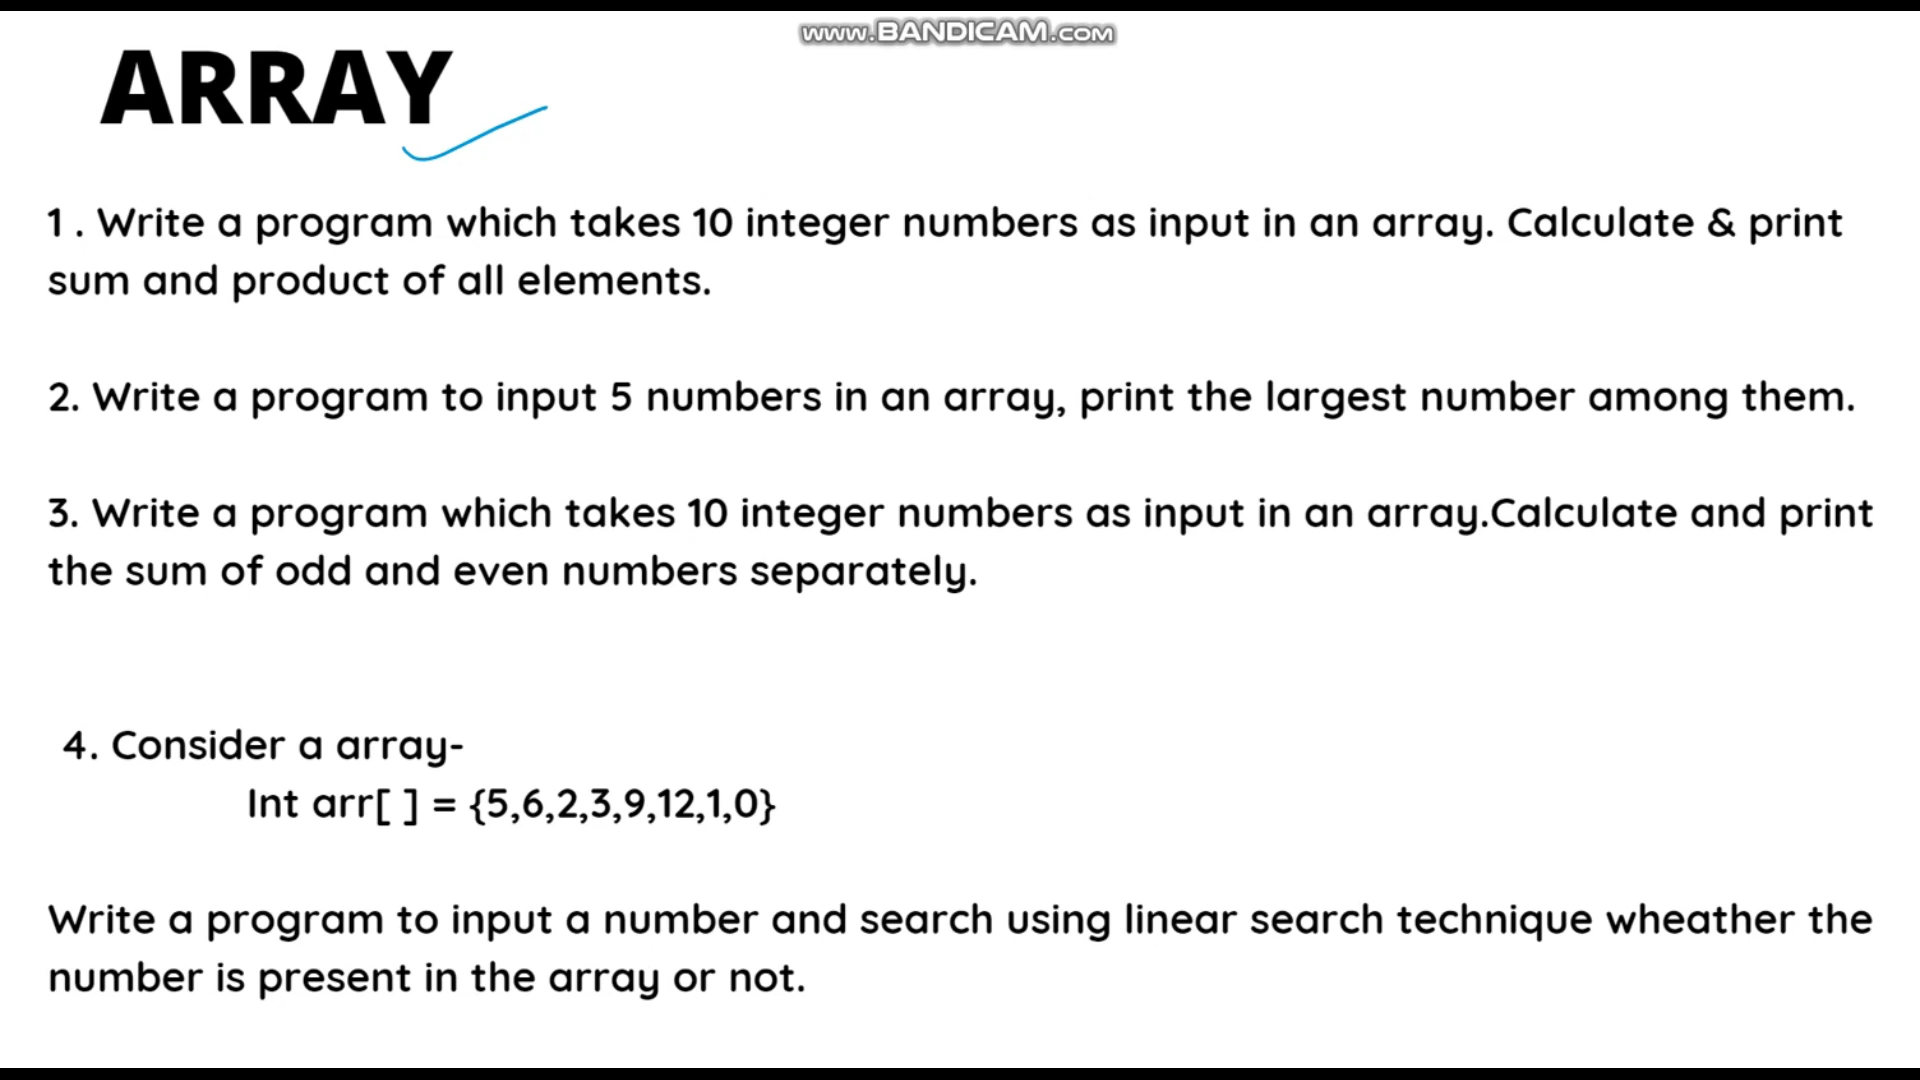 www.BANDICAM.com
ARRAY
1 . Write a program which takes 10 integer numbers as input in an array. Calculate & print
sum and product of all elements.
2. Write a program to input 5 numbers in an array, print the largest number among them.
3. Write a program which takes 10 integer numbers as input in an array.Calculate and print
the sum of odd and even numbers separately.
4. Consider a array-
Int arr[ ] = {5,6,2,3,9,12,1,0}
Write a program to input a number and search using linear search technique wheather the
number is present in the array or not.